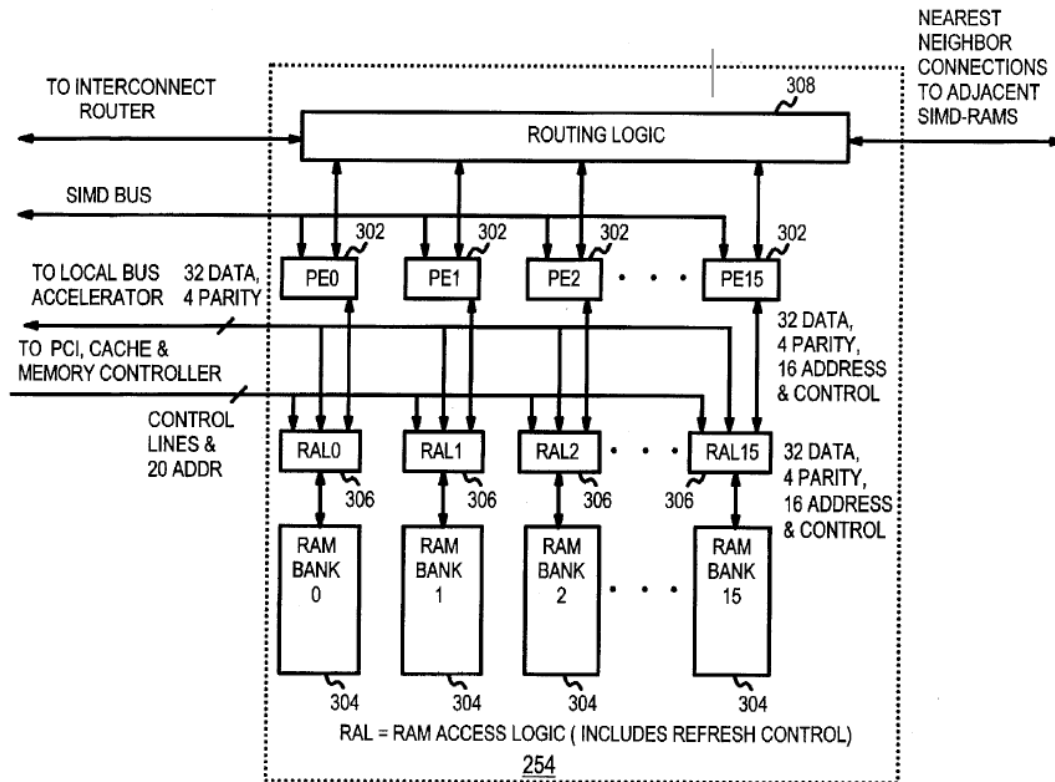 NEAREST
NEIGHBOR
CONNECTIONS
TO ADJACENT
SIMD-RAMS
TO INTERCONNECT
ROUTER
308
ROUTING LOGIC
SIMD BUS
302
302
302
302
PE0
PE1
PE2
PE15
TO LOCAL BUS
ACCELERATOR
32 DATA,
4 PARITY
TO PCI, CACHE &
MEMORY CONTROLLER
32 DATA,
4 PARITY,
16 ADDRESS
& CONTROL
CONTROL
LINES &
20 ADDR
RAL0
RAL1
RAL2
RAL15
306
306
306
306
32 DATA,
4 PARITY,
16 ADDRESS
& CONTROL
RAM
BANK
0
RAM
BANK
1
RAM
BANK
2
RAM
BANK
15
304
304
304
304
RAL = RAM ACCESS LOGIC ( INCLUDES REFRESH CONTROL)
254